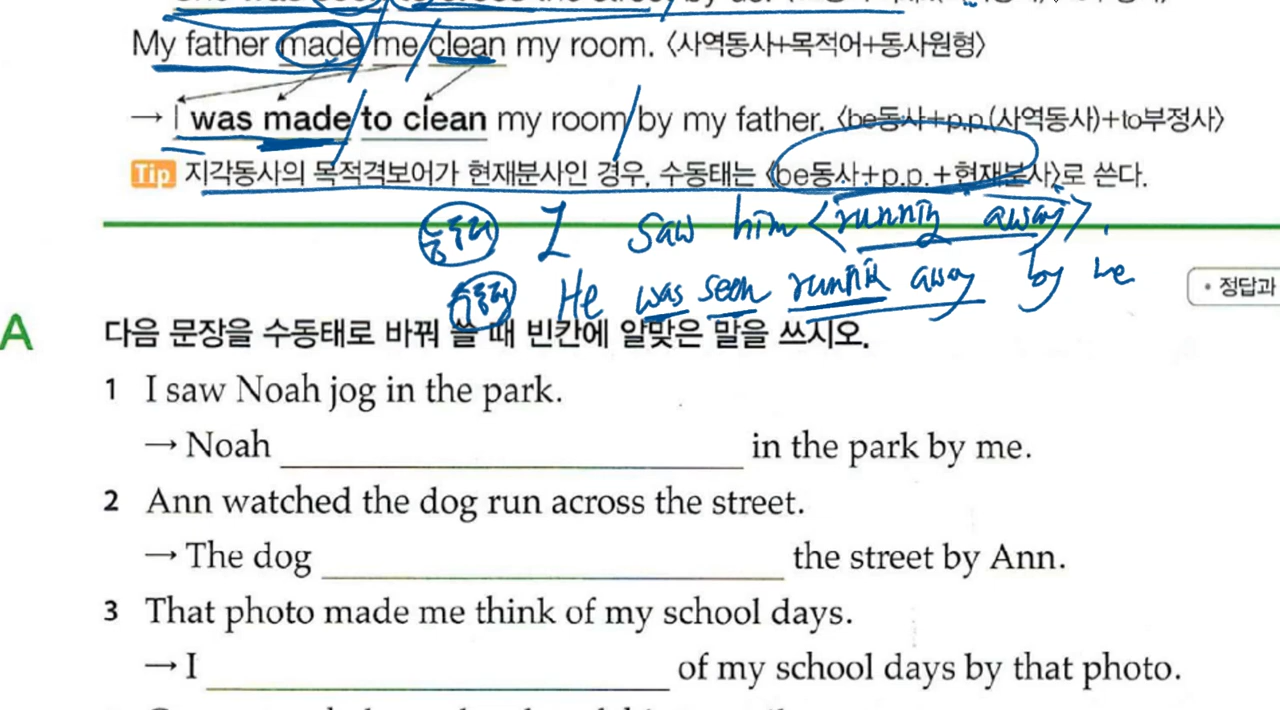 My father made me clean my room. 〈사역동사+목적어+동사원형〉
→ I was made to clean my room by my father. 〈be동사+p.p.(사역동사)+to부정사〉
Tip 지각동사의 목적격보어가 현재분사인 경우, 수동태는 〈be동사+p.p.+현재분사〉로 쓴다.
능동태 I saw him <running away>.
수동태 He was seen running away by me
• 정답과
A 다음 문장을 수동태로 바꿔 쓸 때 빈칸에 알맞은 말을 쓰시오.
1 I saw Noah jog in the park.
→ Noah ____ in the park by me.
2 Ann watched the dog run across the street.
→ The dog ____ the street by Ann.
3 That photo made me think of my school days.
→ I ____ of my school days by that photo.